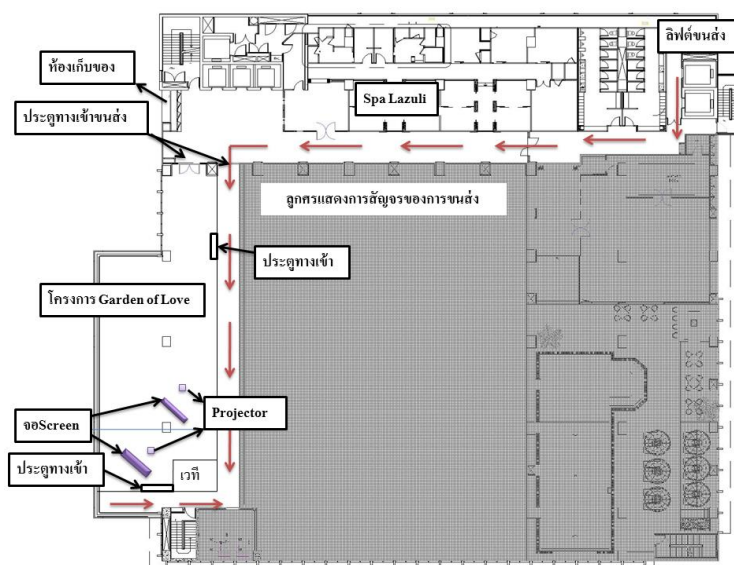 ลิฟต์ขนส่ง
ห้องเก็บของ
Spa Lazuli
ประตูทางเข้าขนส่ง
ลูกศรแสดงการสัญจรของการขนส่ง
ประตูทางเข้า
โครงการ Garden of Love
Projector
จอScreen
ประตูทางเข้า
เวที